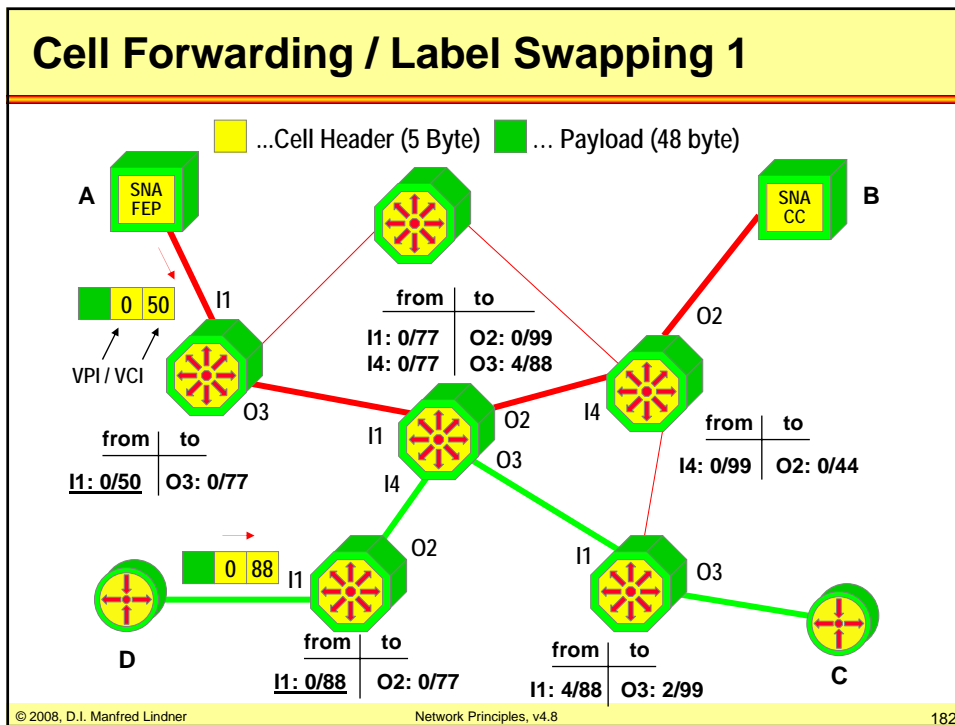 Cell Forwarding / Label Swapping 1
...Cell Header (5 Byte)
... Payload (48 byte)
A
SNA
FEP
SNA
CC
B
0 50
I1
VPI / VCI
from to
I1: 0/77 O2: 0/99
I4: 0/77 O3: 4/88
O2
O3
I1
O2
I4
O3
from to
I1: 0/50 O3: 0/77
from to
I4: 0/99 O2: 0/44
I4
O2
0 88
I1
I1
O3
D
from to
I1: 0/88 O2: 0/77
from to
I1: 4/88 O3: 2/99
C
© 2008, D.I. Manfred Lindner
Network Principles, v4.8
182